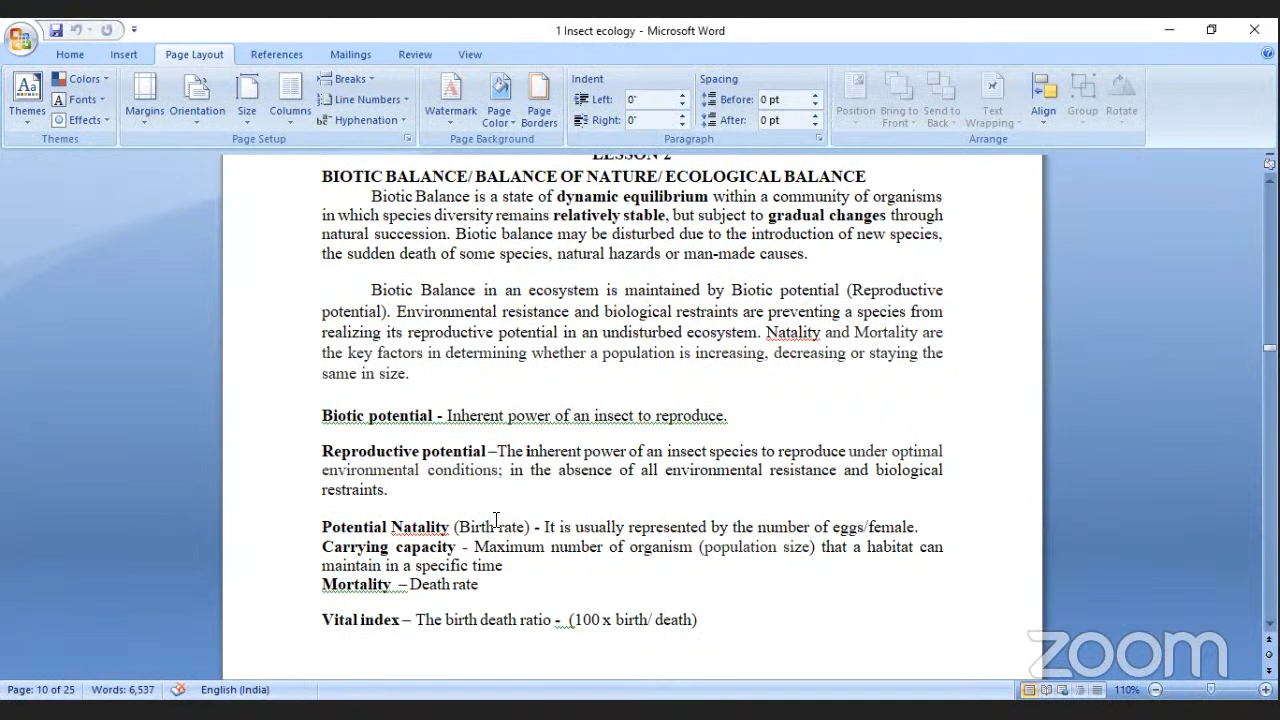 1 Insect ecology - Microsoft Word
Home Insert Page Layout References Mailings Review View
Themes Colors Fonts Effects Margins Orientation Size Columns Breaks Line Numbers Hyphenation Watermark Page Color Page Borders Indent Left: 0" Right: 0" Spacing Before: 0 pt After: 0 pt Position Bring to Front Send to Back Text Wrapping Align Group Rotate
Themes Page Setup Page Background Paragraph Arrange
LESSON 2
BIOTIC BALANCE/ BALANCE OF NATURE/ ECOLOGICAL BALANCE
Biotic Balance is a state of dynamic equilibrium within a community of organisms
in which species diversity remains relatively stable, but subject to gradual changes through
natural succession. Biotic balance may be disturbed due to the introduction of new species,
the sudden death of some species, natural hazards or man-made causes.
Biotic Balance in an ecosystem is maintained by Biotic potential (Reproductive
potential). Environmental resistance and biological restraints are preventing a species from
realizing its reproductive potential in an undisturbed ecosystem. Natality and Mortality are
the key factors in determining whether a population is increasing, decreasing or staying the
same in size.
Biotic potential - Inherent power of an insect to reproduce.
Reproductive potential –The inherent power of an insect species to reproduce under optimal
environmental conditions; in the absence of all environmental resistance and biological
restraints.
Potential Natality (Birth rate) - It is usually represented by the number of eggs/female.
Carrying capacity - Maximum number of organism (population size) that a habitat can
maintain in a specific time
Mortality – Death rate
Vital index – The birth death ratio - (100 x birth/ death)
zoom
Page: 10 of 25 Words: 6,537 English (India) 110%